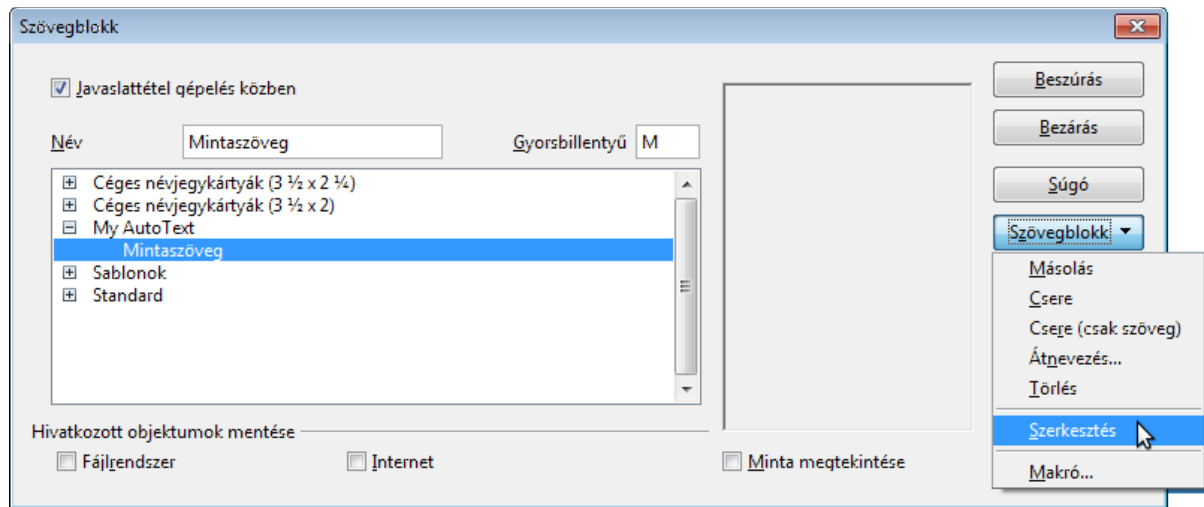 Szövegblokk
Javaslattétel gépelés közben
Név Mintaszöveg Gyorsbillentyű M
Céges névjegykártyák (3 ½ x 2 ¼)
Céges névjegykártyák (3 ½ x 2)
My AutoText
Mintaszöveg
Sablonok
Standard
Hivatkozott objektumok mentése
Fájlrendszer Internet Minta megtekintése
Beszúrás
Bezárás
Súgó
Szövegblokk
Másolás
Csere
Csere (csak szöveg)
Átnevezés...
Törlés
Szerkesztés
Makró...